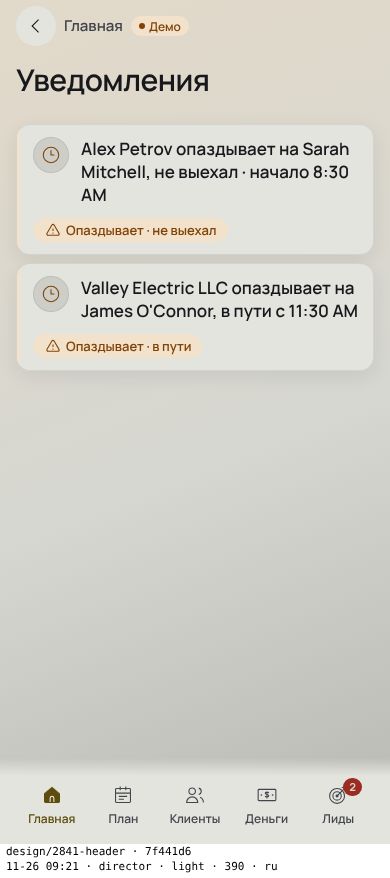 Главная
Демо
Уведомления
Alex Petrov опаздывает на Sarah
Mitchell, не выехал · начало 8:30
AM
Опаздывает · не выехал
Valley Electric LLC опаздывает на
James O'Connor, в пути с 11:30 AM
Опаздывает · в пути
2
Главная
План
Клиенты
Деньги
Лиды
design/2841-header · 7f441d6
11-26 09:21 · director · light · 390 · ru